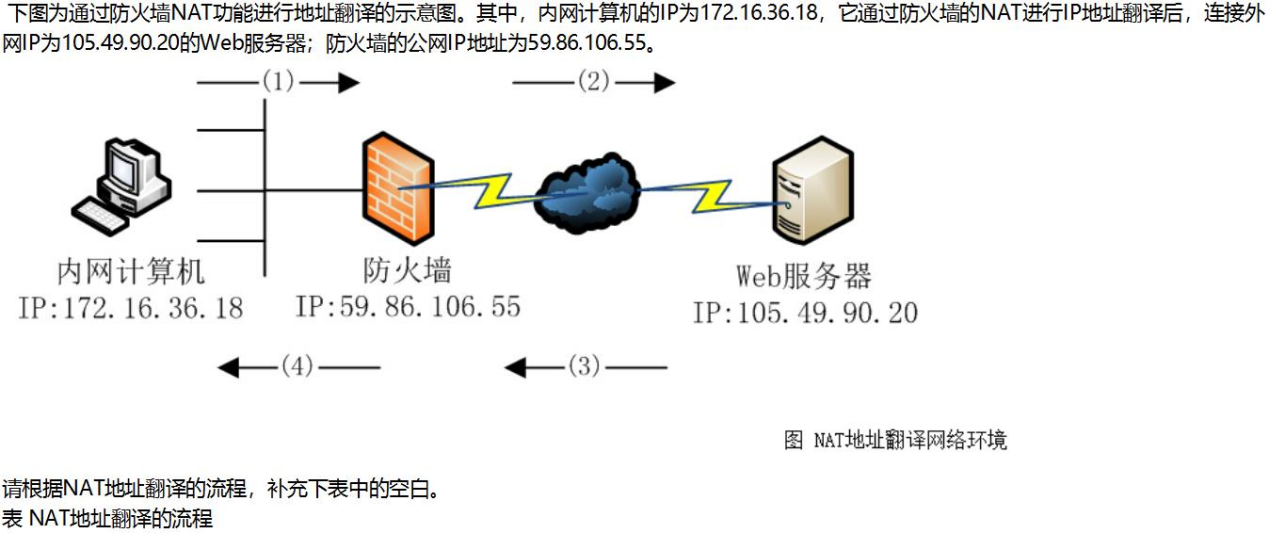 下图为通过防火墙NAT功能进行地址翻译的示意图。其中，内网计算机的IP为172.16.36.18，它通过防火墙的NAT进行IP地址翻译后，连接外
网IP为105.49.90.20的Web服务器；防火墙的公网IP地址为59.86.106.55。
(1) (2)
内网计算机 防火墙 Web服务器
IP:172.16.36.18 IP:59.86.106.55 IP:105.49.90.20
(4) (3)
图 NAT地址翻译网络环境
请根据NAT地址翻译的流程，补充下表中的空白。
表 NAT地址翻译的流程